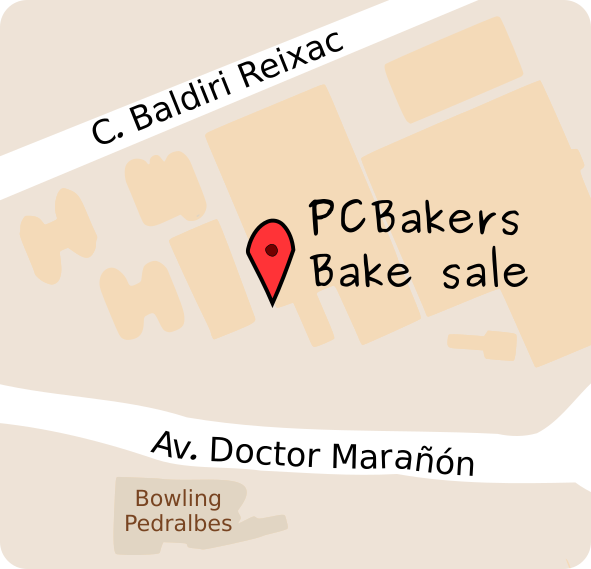 C. Baldiri Reixac
PCBakers
Bake sale
Av. Doctor Marañón
Bowling
Pedralbes